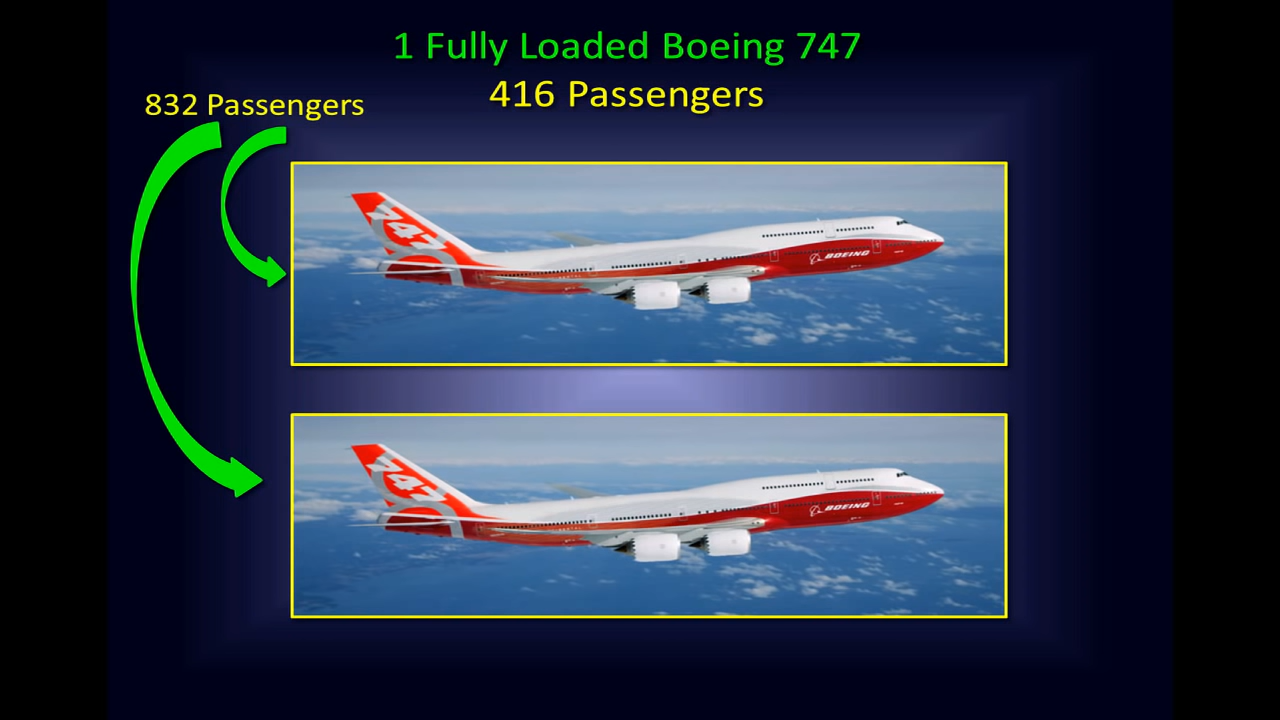 1 Fully Loaded Boeing 747
416 Passengers
832 Passengers
747
BOEING
747
BOEING